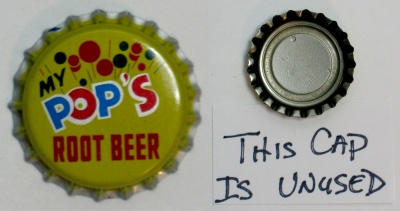 MY
POP'S
ROOT BEER
THIS CAP
IS UNUSED